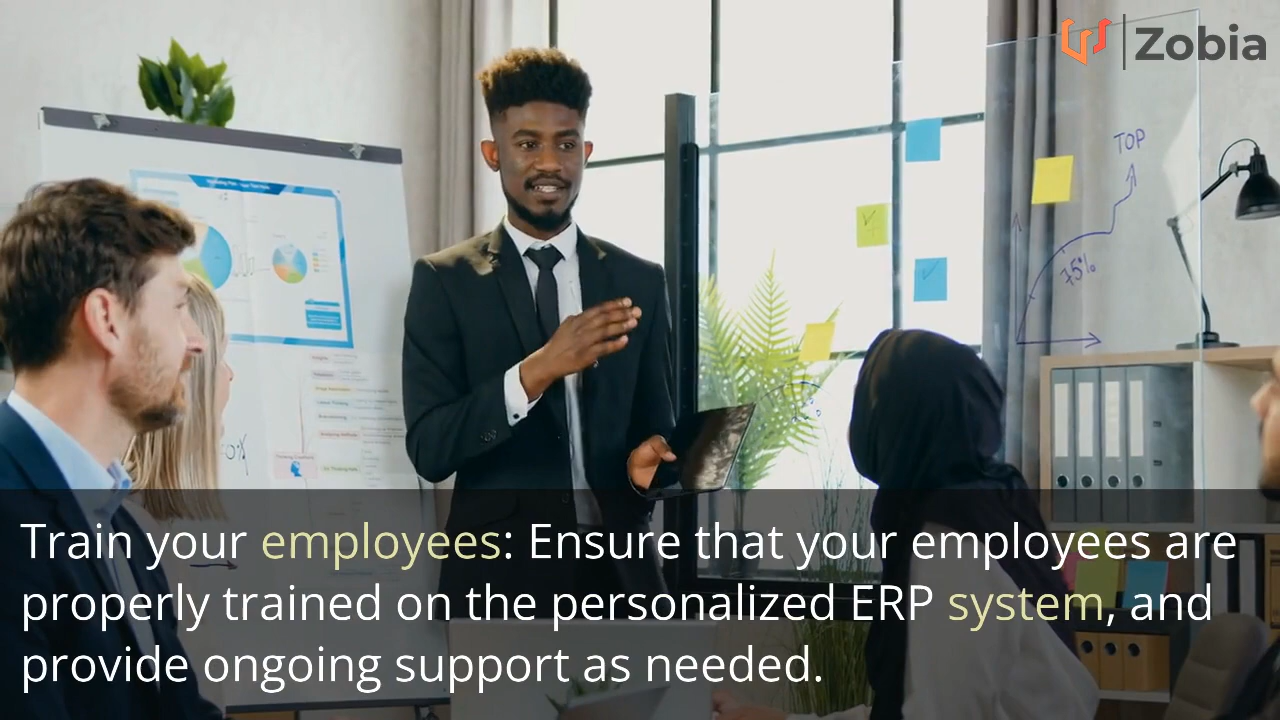 Zobia
TOP
75%
Train your employees: Ensure that your employees are
properly trained on the personalized ERP system, and
provide ongoing support as needed.